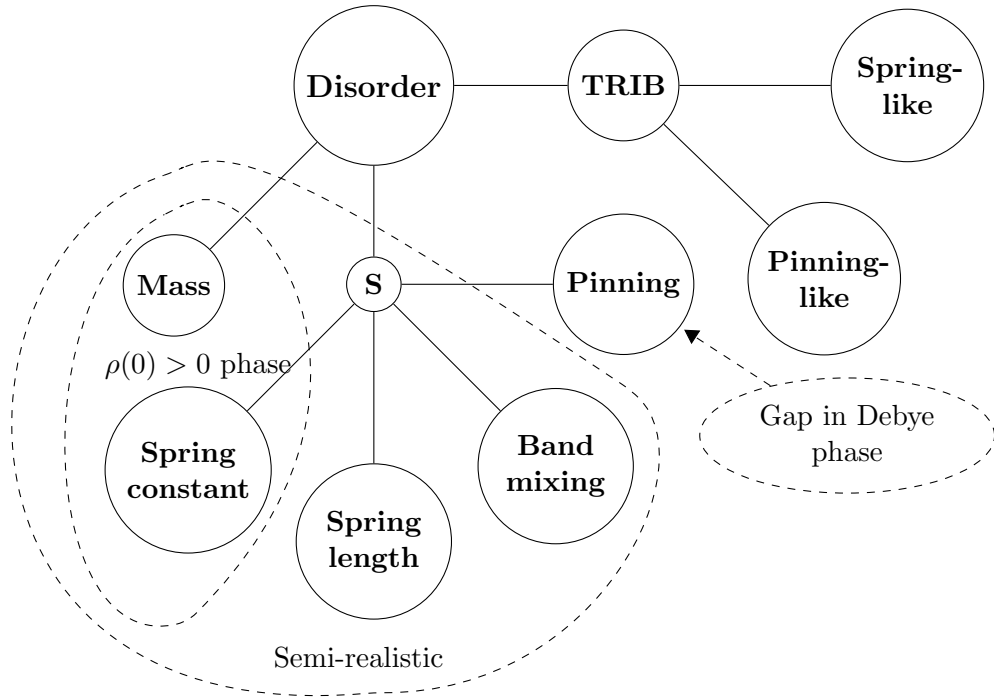 Disorder
TRIB
Spring-
like
Mass
S
Pinning
Pinning-
like
ρ(0) > 0 phase
Spring
constant
Spring
length
Band
mixing
Gap in Debye
phase
Semi-realistic